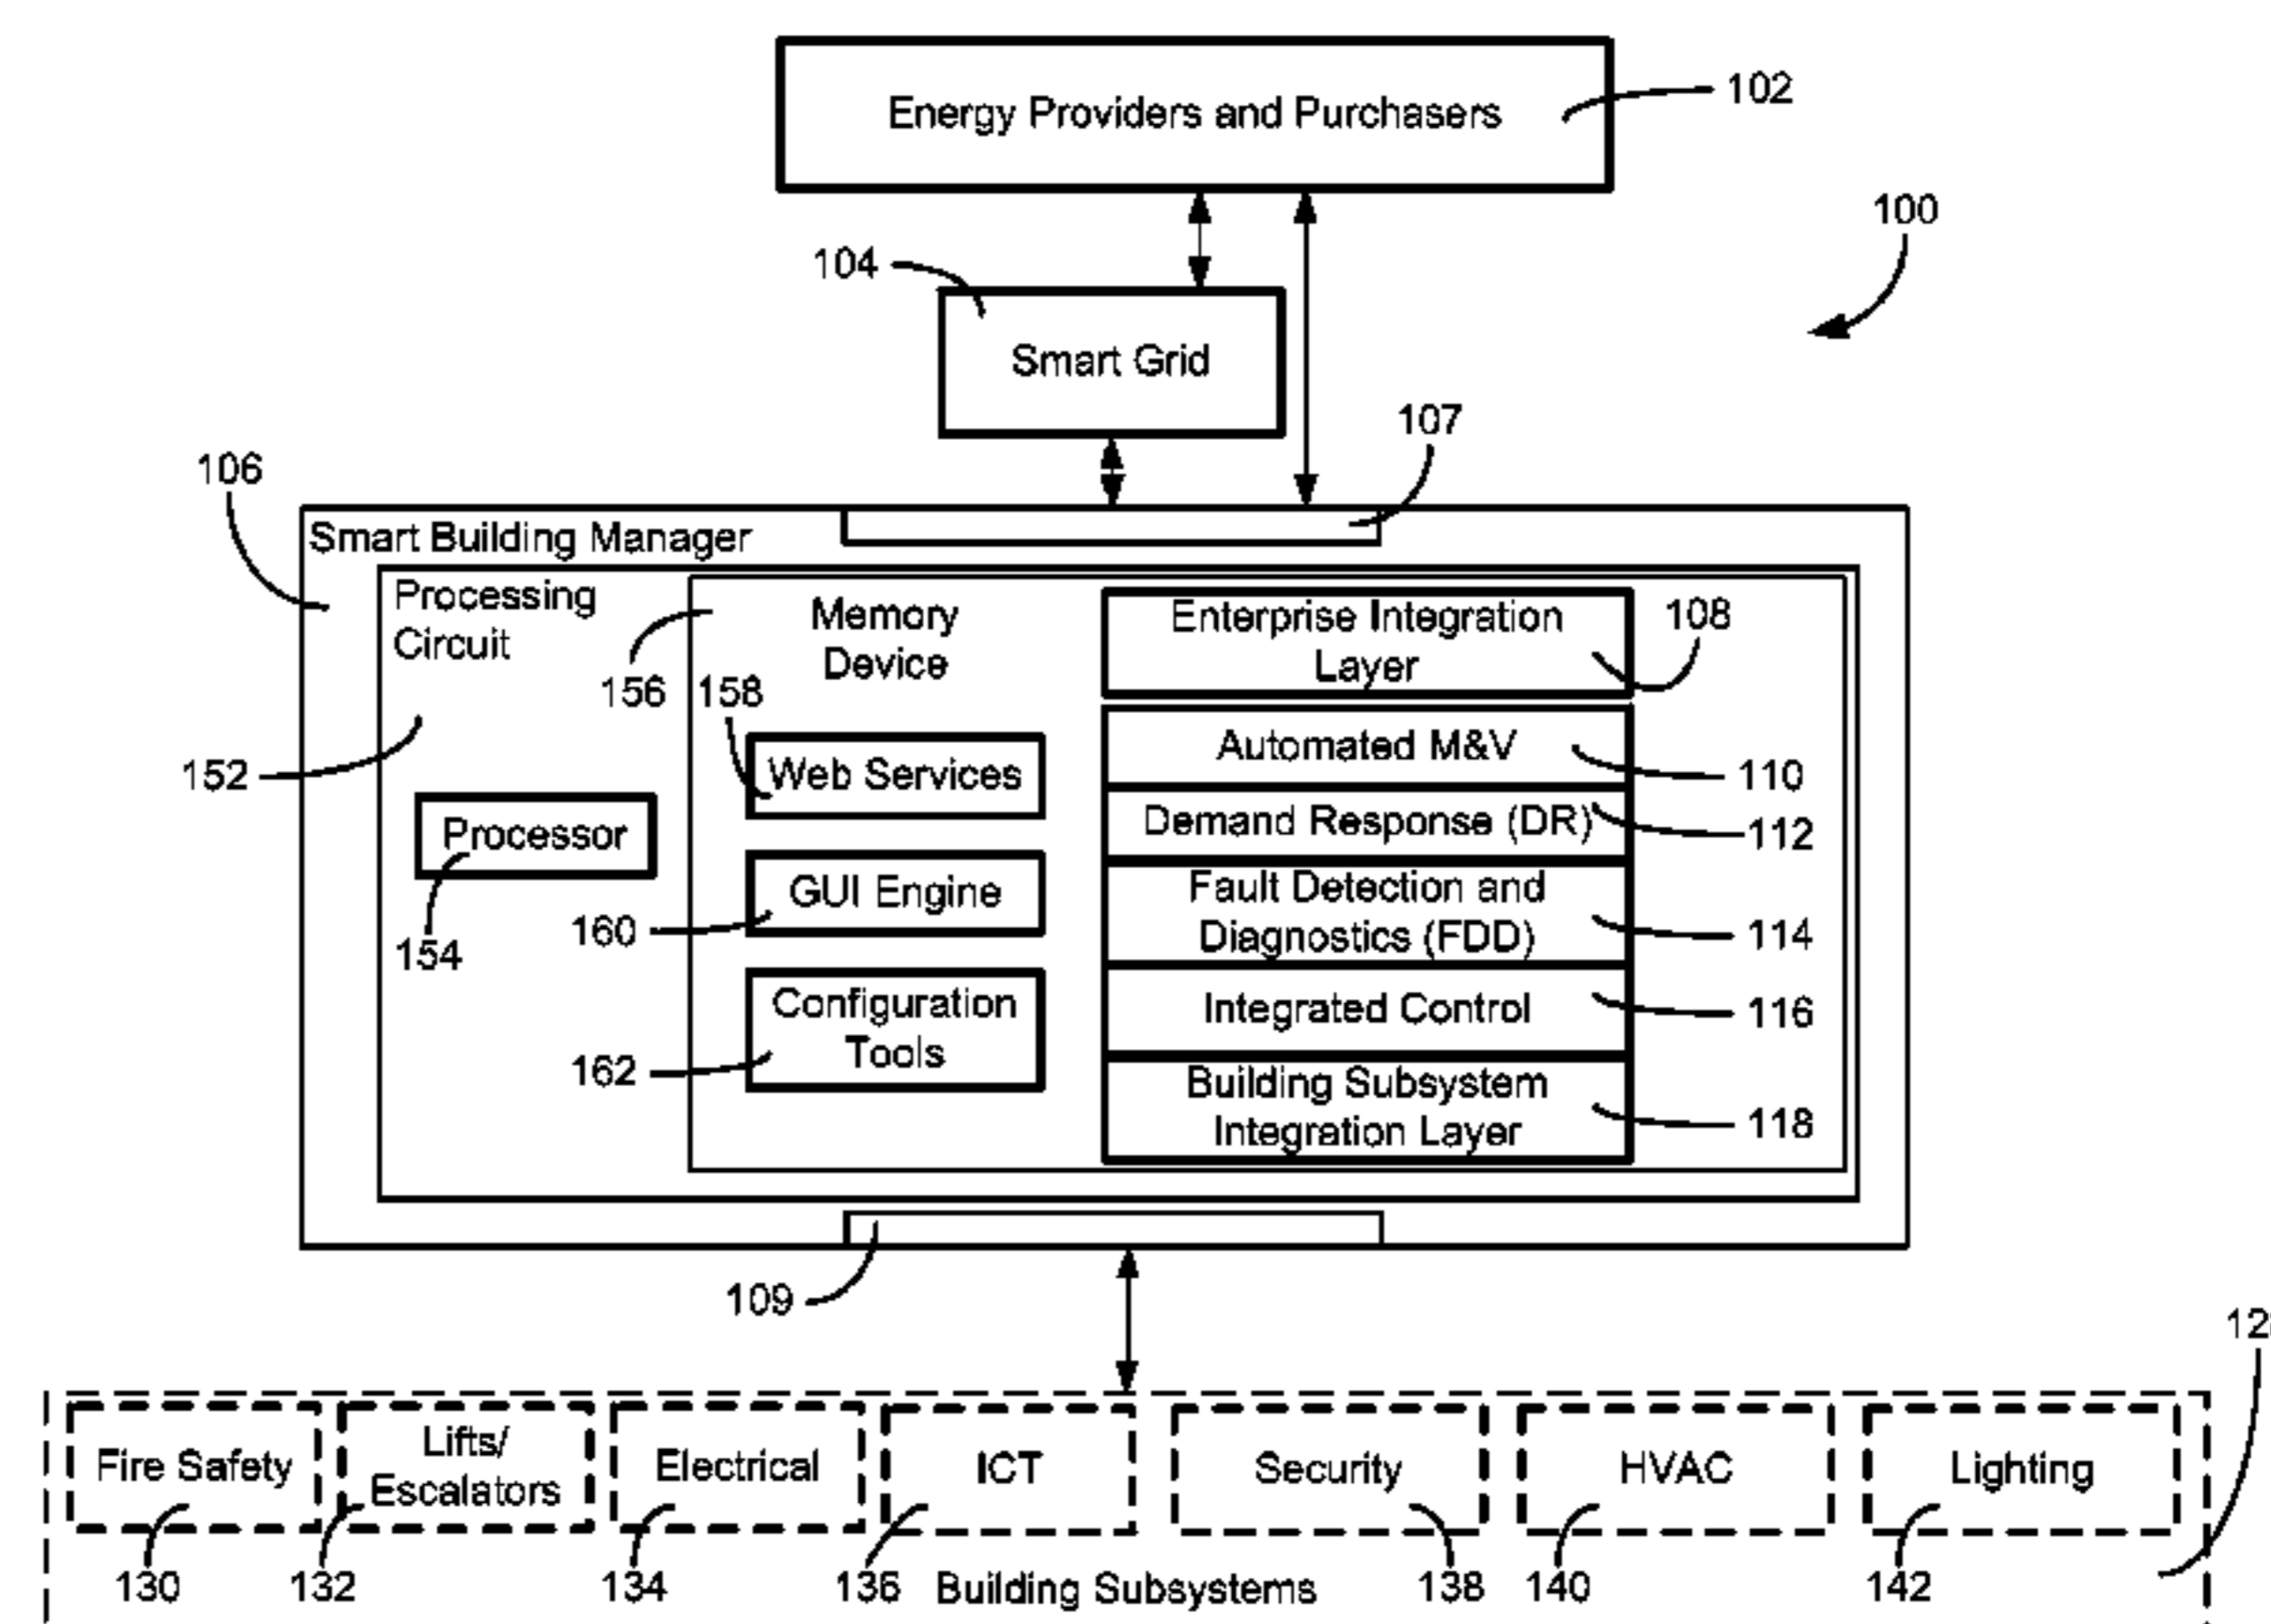 Energy Providers and Purchasers
102
100
104
Smart Grid
107
106
Smart Building Manager
Processing
Circuit
156
Memory
Device
Enterprise Integration
Layer
108
158
152
Web Services
Automated M&V
110
Processor
154
Demand Response (DR)
112
160
GUI Engine
Fault Detection and
Diagnostics (FDD)
114
162
Configuration
Tools
Integrated Control
116
Building Subsystem
Integration Layer
118
109
Fire Safety
Lifts/
Escalators
Electrical
ICT
Security
HVAC
Lighting
130
132
134
136
Building Subsystems
138
140
142